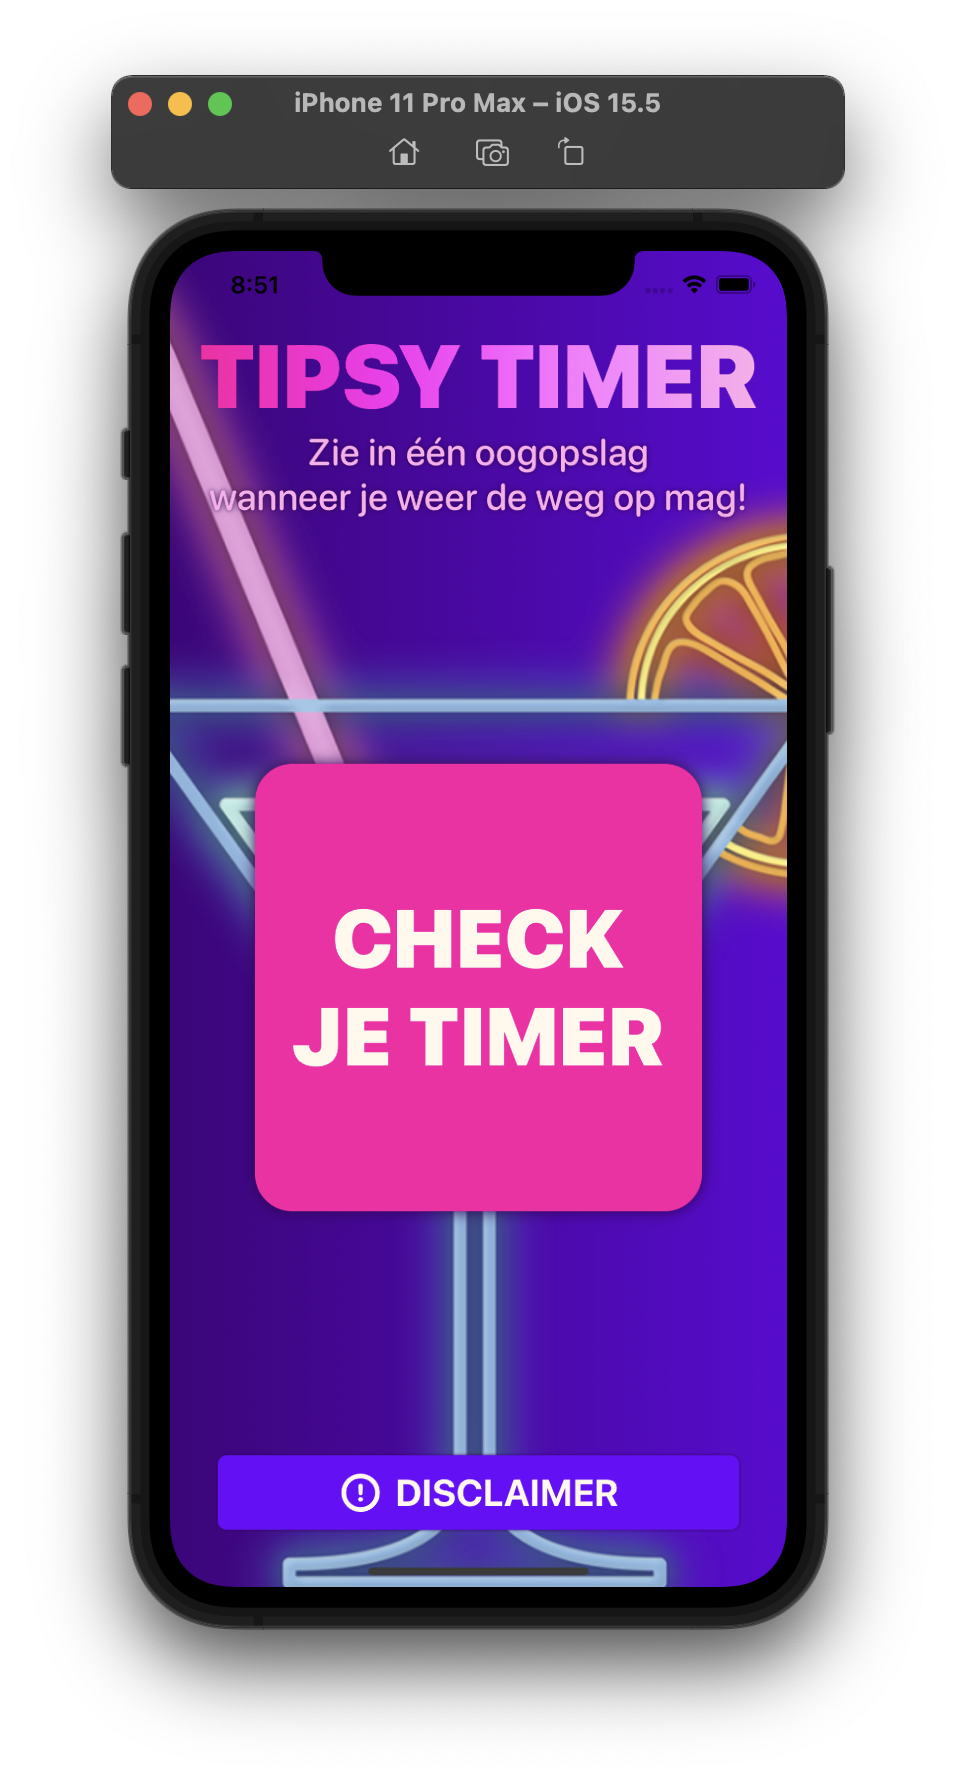 iPhone 11 Pro Max – iOS 15.5
8:51
TIPSY TIMER
Zie in één oogopslag
wanneer je weer de weg op mag!
CHECK
JE TIMER
DISCLAIMER